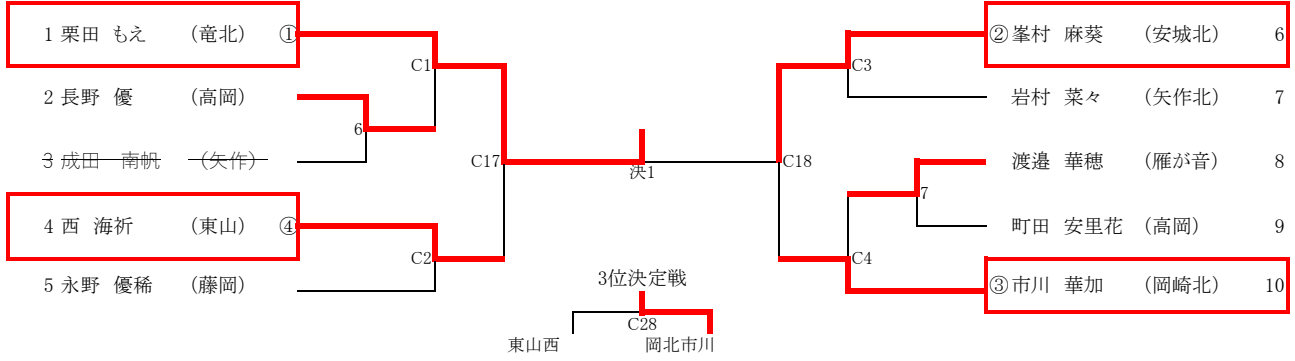 1 栗田 もえ (竜北) ①
C1
2 長野 優 (高岡)
6
3 成田 南帆 (矢作)
C17
4 西 海祈 (東山) ④
C2
5 永野 優稀 (藤岡)
決1
②峯村 麻葵 (安城北) 6
C3
岩村 菜々 (矢作北) 7
C18
渡邉 華穂 (雁が音) 8
7
町田 安里花 (高岡) 9
C4
③市川 華加 (岡崎北) 10
3位決定戦
C28
東山西 岡北市川